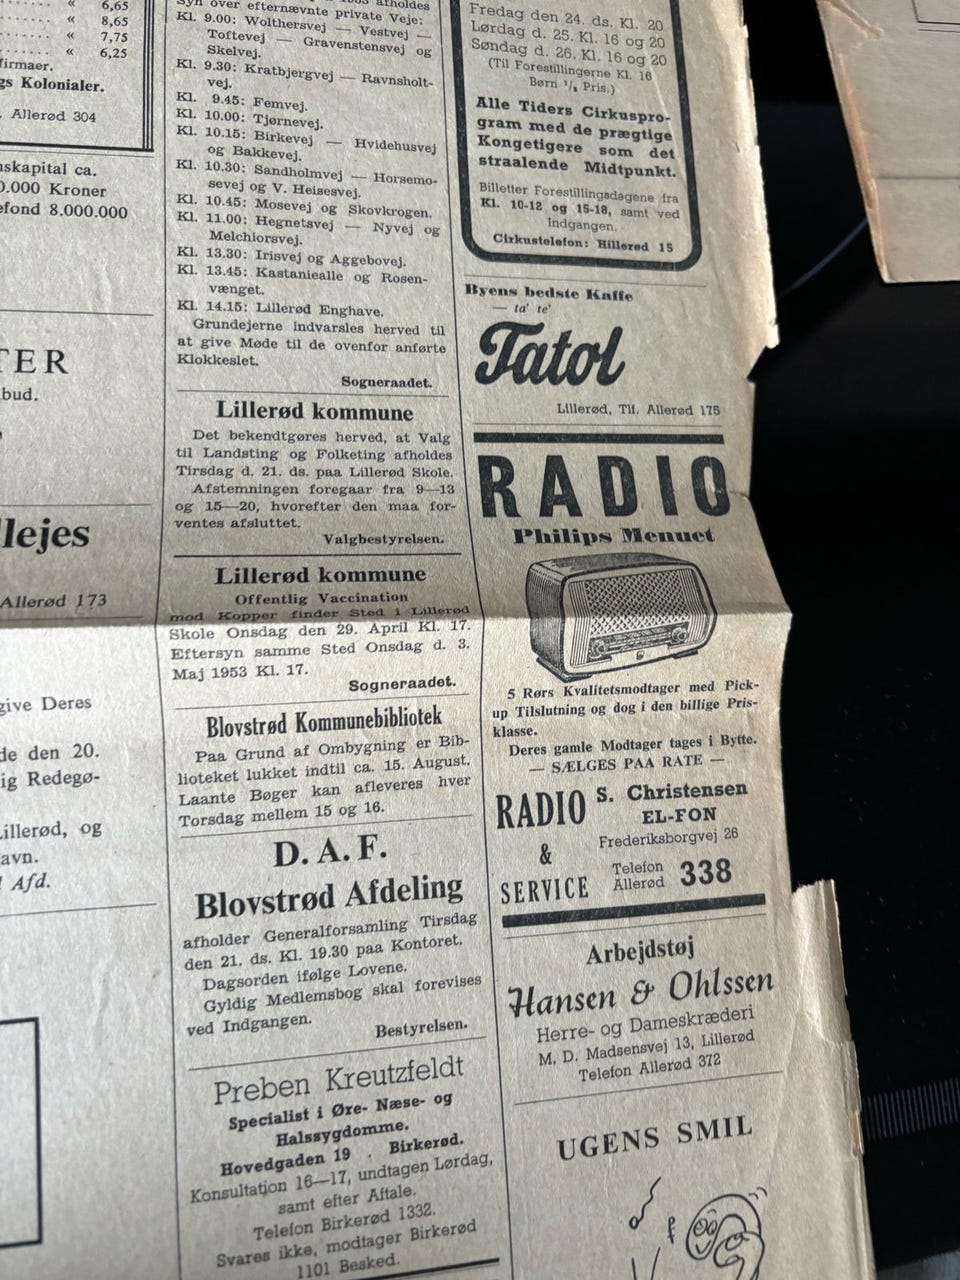 6,65
« 8,65
« 7,75
« 6,25
firmaer.
gs Kolonialer.
Allerød 304
nskapital ca.
0.000 Kroner
efond 8.000.000
TER
bud.
llejes
Allerød 173
give Deres
de den 20.
ig Redegø-
Lillerød, og
avn.
Afd.
afholdes
Syn over efternævnte private Veje:
Kl. 9.00: Wolthersvej — Vestvej —
Toftevej — Gravenstensvej og
Skelvej.
Kl. 9.30: Kratbjergvej — Ravnsholt-
vej.
Kl. 9.45: Femvej.
Kl. 10.00: Tjørnevej.
Kl. 10.15: Birkevej — Hvidehusvej
og Bakkevej.
Kl. 10.30: Sandholmvej — Horsemo-
sevej og V. Heisesvej.
Kl. 10.45: Mosevej og Skovkrogen.
Kl. 11.00: Hegnetsvej — Nyvej og
Melchiorsvej.
Kl. 13.30: Irisvej og Aggebovej.
Kl. 13.45: Kastaniealle og Rosen-
vænget.
Kl. 14.15: Lillerød Enghave.
Grundejerne indvarsles herved til
at give Møde til de ovenfor anførte
Klokkeslet.
Sogneraadet.
Lillerød kommune
Det bekendtgøres herved, at Valg
til Landsting og Folketing afholdes
Tirsdag d. 21. ds. paa Lillerød Skole.
Afstemningen foregaar fra 9—13
og 15—20, hvorefter den maa for-
ventes afsluttet.
Valgbestyrelsen.
Lillerød kommune
Offentlig Vaccination
mod Kopper finder Sted i Lillerød
Skole Onsdag den 29. April Kl. 17.
Eftersyn samme Sted Onsdag d. 3.
Maj 1953 Kl. 17.
Sogneraadet.
Blovstrød Kommunebibliotek
Paa Grund af Ombygning er Bib-
lioteket lukket indtil ca. 15. August.
Laante Bøger kan afleveres hver
Torsdag mellem 15 og 16.
D. A. F.
Blovstrød Afdeling
afholder Generalforsamling Tirsdag
den 21. ds. Kl. 19.30 paa Kontoret.
Dagsorden ifølge Lovene.
Gyldig Medlemsbog skal forevises
ved Indgangen.
Bestyrelsen.
Preben Kreutzfeldt
Specialist i Øre- Næse- og
Halssygdomme.
Hovedgaden 19 . Birkerød.
Konsultation 16—17, undtagen Lørdag,
samt efter Aftale.
Telefon Birkerød 1332.
Svares ikke, modtager Birkerød
1101 Besked.
Fredag den 24. ds. Kl. 20
Lørdag d. 25. Kl. 16 og 20
Søndag d. 26. Kl. 16 og 20
(Til Forestillingerne Kl. 16
Børn ½ Pris.)
Alle Tiders Cirkuspro-
gram med de prægtige
Kongetigere som det
straalende Midtpunkt.
Billetter Forestillingsdagene fra
Kl. 10-12 og 15-18, samt ved
Indgangen.
Cirkustelefon: Hillerød 15
Byens bedste Kaffe
— ta' te'
Tatol
Lillerød, Tlf. Allerød 175
RADIO
Philips Menuet
5 Rørs Kvalitetsmodtager med Pick-
up Tilslutning og dog i den billige Pris-
klasse.
Deres gamle Modtager tages i Bytte.
— SÆLGES PAA RATE —
RADIO & SERVICE
S. Christensen
EL-FON
Frederiksborgvej 26
Telefon Allerød 338
Arbejdstøj
Hansen & Ohlssen
Herre- og Dameskræderi
M. D. Madsensvej 13, Lillerød
Telefon Allerød 372
UGENS SMIL